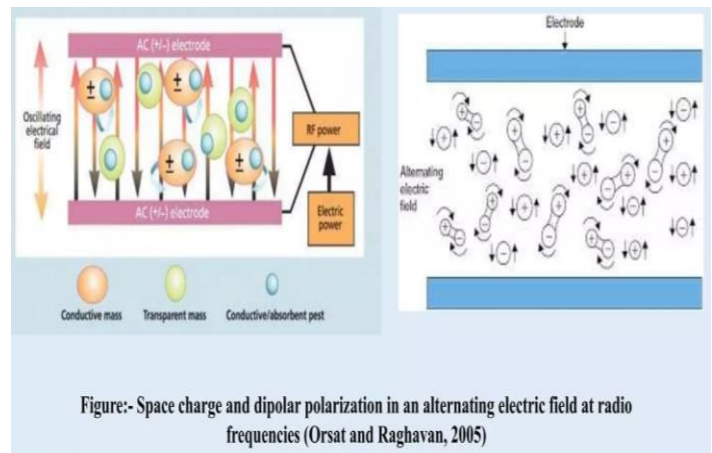 AC (+/–) electrode
Oscillating
electrical
field
±
±
±
±
RF power
AC (+/–) electrode
Electric
power
Conductive mass
Transparent mass
Conductive/absorbent pest
Electrode
Alternating
electric
field
Figure:- Space charge and dipolar polarization in an alternating electric field at radio
frequencies (Orsat and Raghavan, 2005)